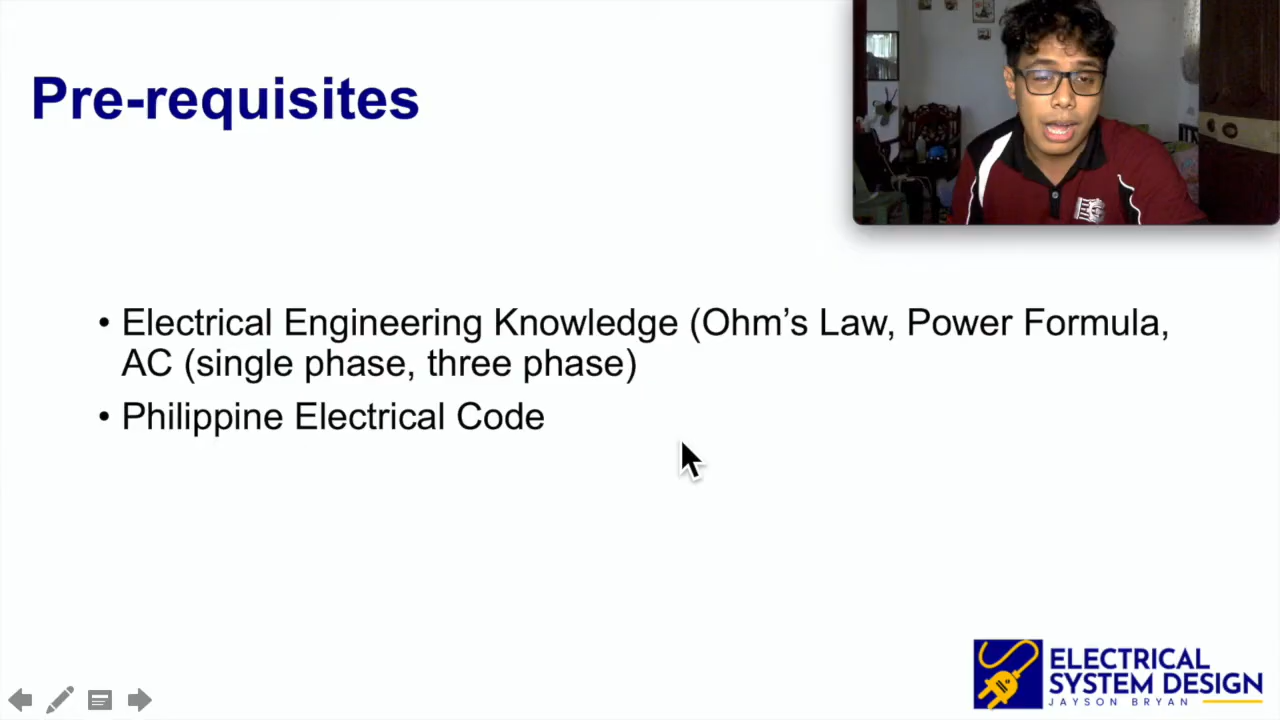 Pre-requisites
• Electrical Engineering Knowledge (Ohm’s Law, Power Formula,
AC (single phase, three phase)
• Philippine Electrical Code
ELECTRICAL
SYSTEM DESIGN
JAYSON BRYAN